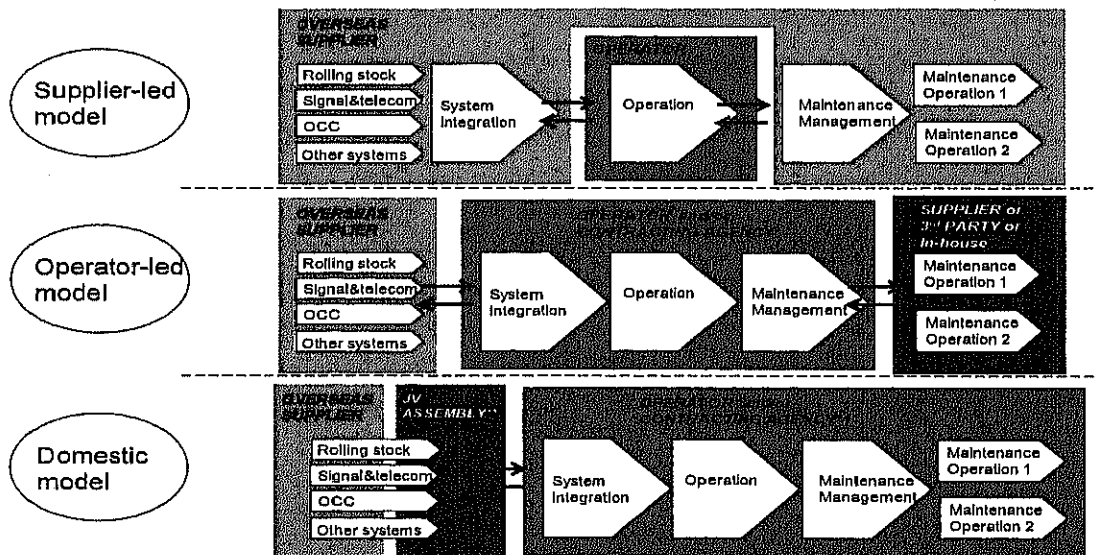 OVERSEAS
SUPPLIER
OPERATOR
Supplier-led
model
Rolling stock
Signal&telecom
OCC
Other systems
System
Integration
Operation
Maintenance
Management
Maintenance
Operation 1
Maintenance
Operation 2
OVERSEAS
SUPPLIER
SUPPLIER or
3rd PARTY or
In-house
Operator-led
model
Rolling stock
Signal&telecom
OCC
Other systems
System
Integration
Operation
Maintenance
Management
Maintenance
Operation 1
Maintenance
Operation 2
OVERSEAS
SUPPLIER
JV
ASSEMBLY
Domestic
model
Rolling stock
Signal&telecom
OCC
Other systems
System
Integration
Operation
Maintenance
Management
Maintenance
Operation 1
Maintenance
Operation 2